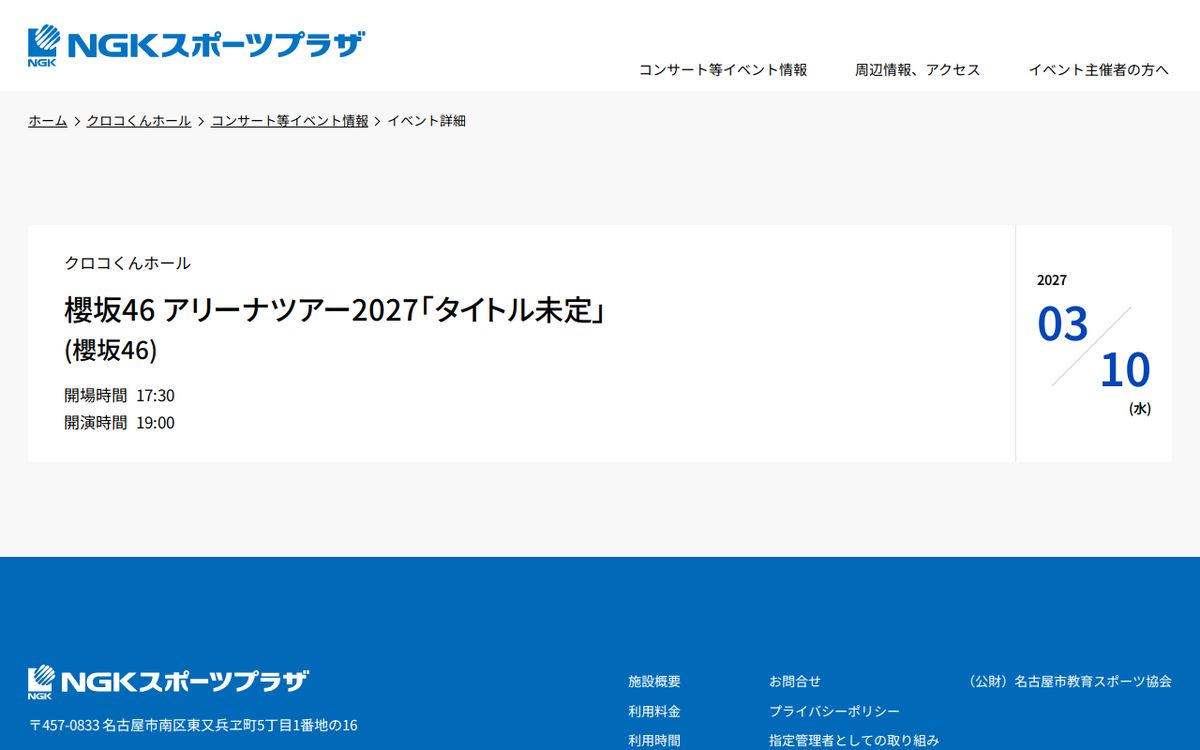 NGK
NGKスポーツプラザ
コンサート等イベント情報
周辺情報、アクセス
イベント主催者の方へ
ホーム > クロコくんホール > コンサート等イベント情報 > イベント詳細
クロコくんホール
櫻坂46 アリーナツアー2027「タイトル未定」
(櫻坂46)
開場時間 17:30
開演時間 19:00
2027
03
10
(水)
NGK
NGKスポーツプラザ
〒457-0833 名古屋市南区東又兵ヱ町5丁目1番地の16
施設概要
利用料金
利用時間
お問合せ
プライバシーポリシー
指定管理者としての取り組み
（公財）名古屋市教育スポーツ協会